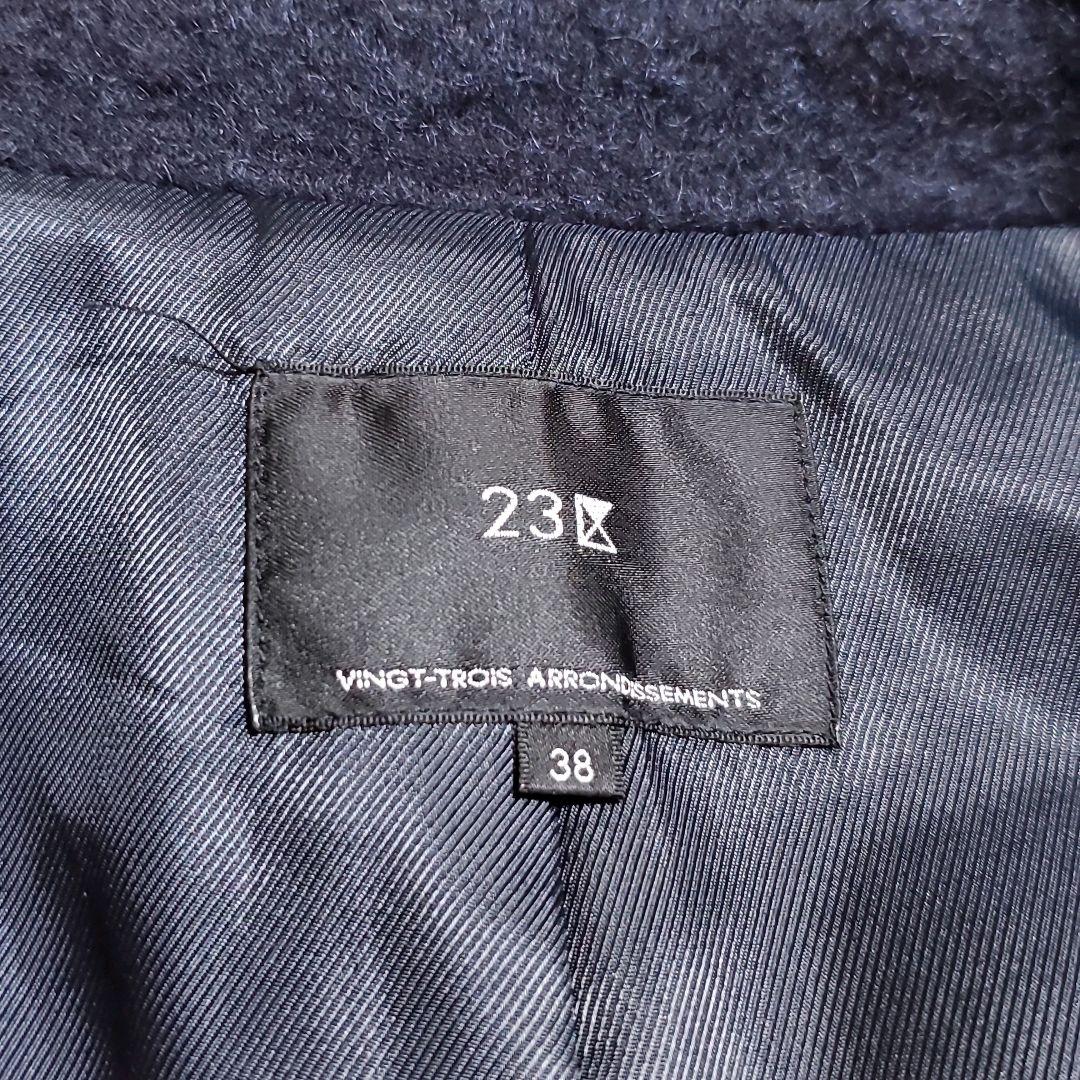 23区
VINGT-TROIS ARRONDISSEMENTS
38